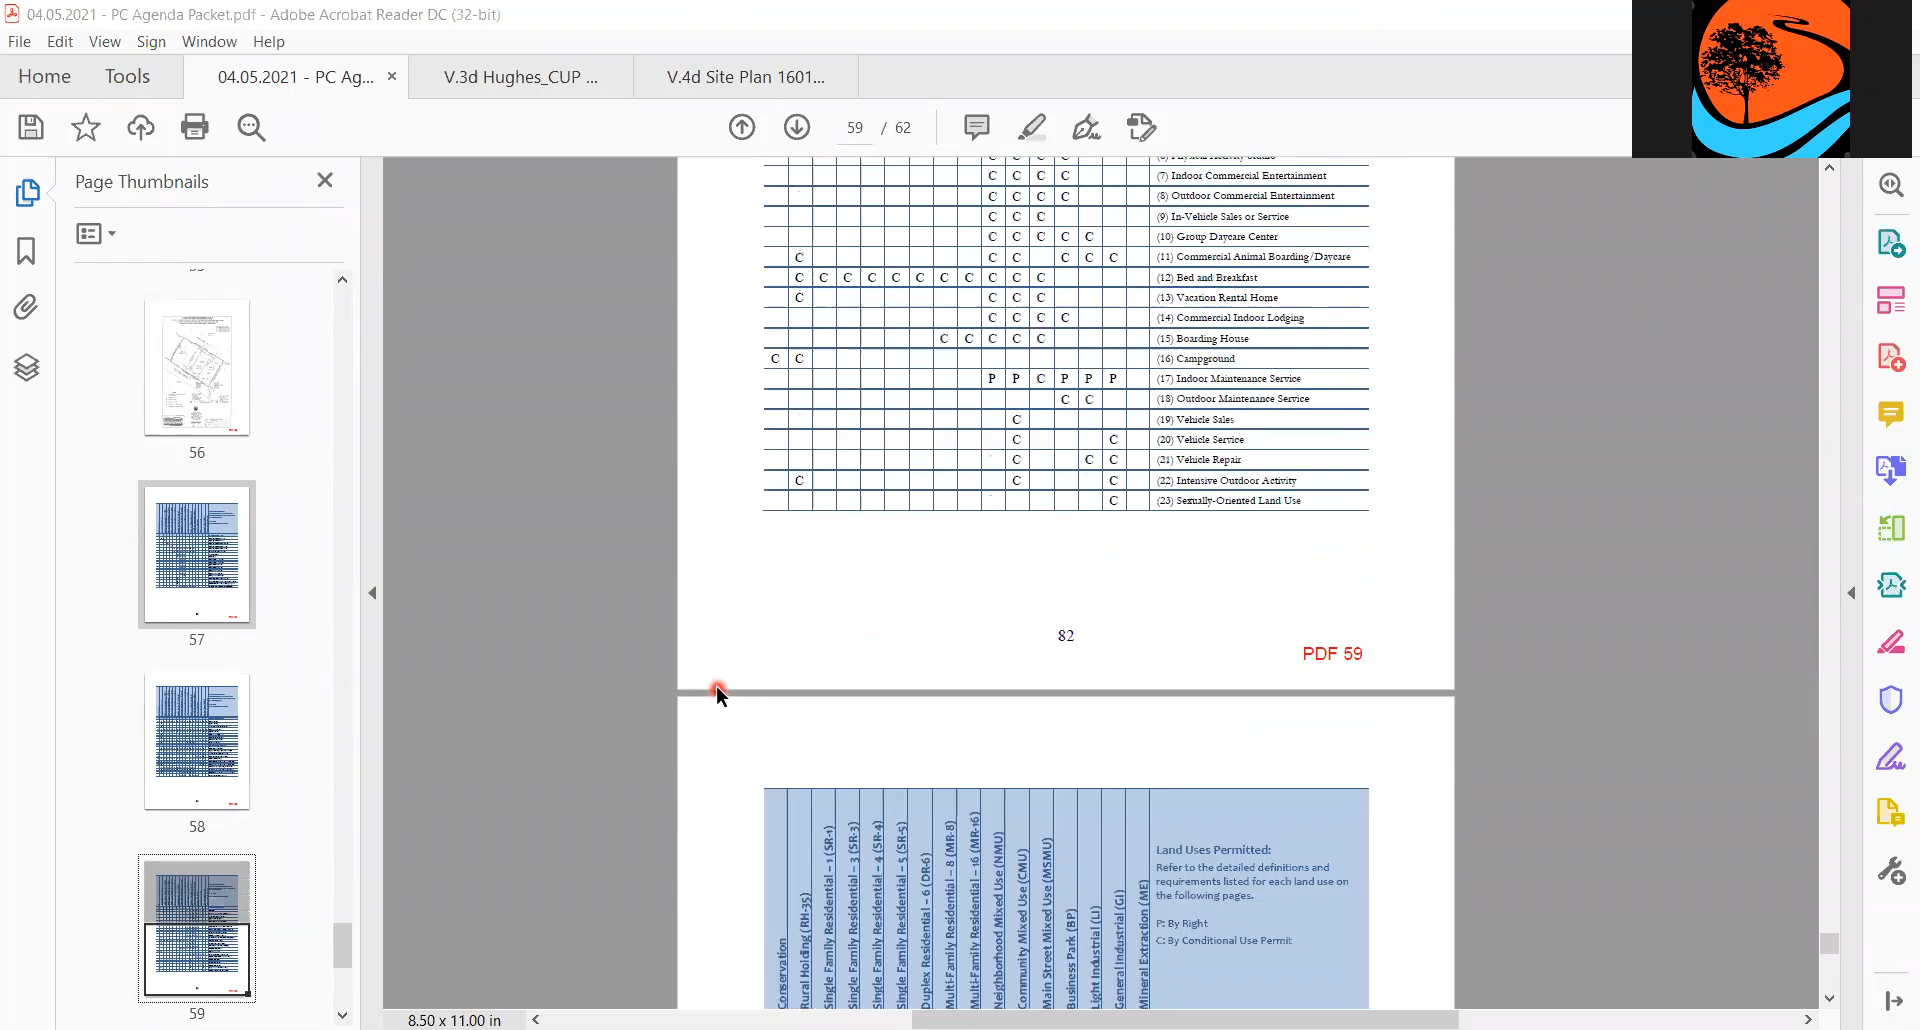 04.05.2021 - PC Agenda Packet.pdf - Adobe Acrobat Reader DC (32-bit)
File Edit View Sign Window Help
Home Tools 04.05.2021 - PC Ag... × V.3d Hughes_CUP ... V.4d Site Plan 1601...
59 / 62
Page Thumbnails
56
57
58
59
C C C C (6) Physical Activity Studio
C C C C (7) Indoor Commercial Entertainment
C C C C (8) Outdoor Commercial Entertainment
C C C (9) In-Vehicle Sales or Service
C C C C C (10) Group Daycare Center
C C C C C C (11) Commercial Animal Boarding/Daycare
C C C C C C C C C C C (12) Bed and Breakfast
C C C C (13) Vacation Rental Home
C C C C (14) Commercial Indoor Lodging
C C C C C (15) Boarding House
C C (16) Campground
P P C P P P (17) Indoor Maintenance Service
C C (18) Outdoor Maintenance Service
C (19) Vehicle Sales
C C (20) Vehicle Service
C C C (21) Vehicle Repair
C C C (22) Intensive Outdoor Activity
C (23) Sexually-Oriented Land Use
82
PDF 59
Conservation
Rural Holding (RH-35)
Single Family Residential – 1 (SR-1)
Single Family Residential – 3 (SR-3)
Single Family Residential – 4 (SR-4)
Single Family Residential – 5 (SR-5)
Duplex Residential – 6 (DR-6)
Multi-Family Residential – 8 (MR-8)
Multi-Family Residential – 16 (MR-16)
Neighborhood Mixed Use (NMU)
Community Mixed Use (CMU)
Main Street Mixed Use (MSMU)
Business Park (BP)
Light Industrial (LI)
General Industrial (GI)
Mineral Extraction (ME)
Land Uses Permitted:
Refer to the detailed definitions and
requirements listed for each land use on
the following pages.
P: By Right
C: By Conditional Use Permit
8.50 x 11.00 in